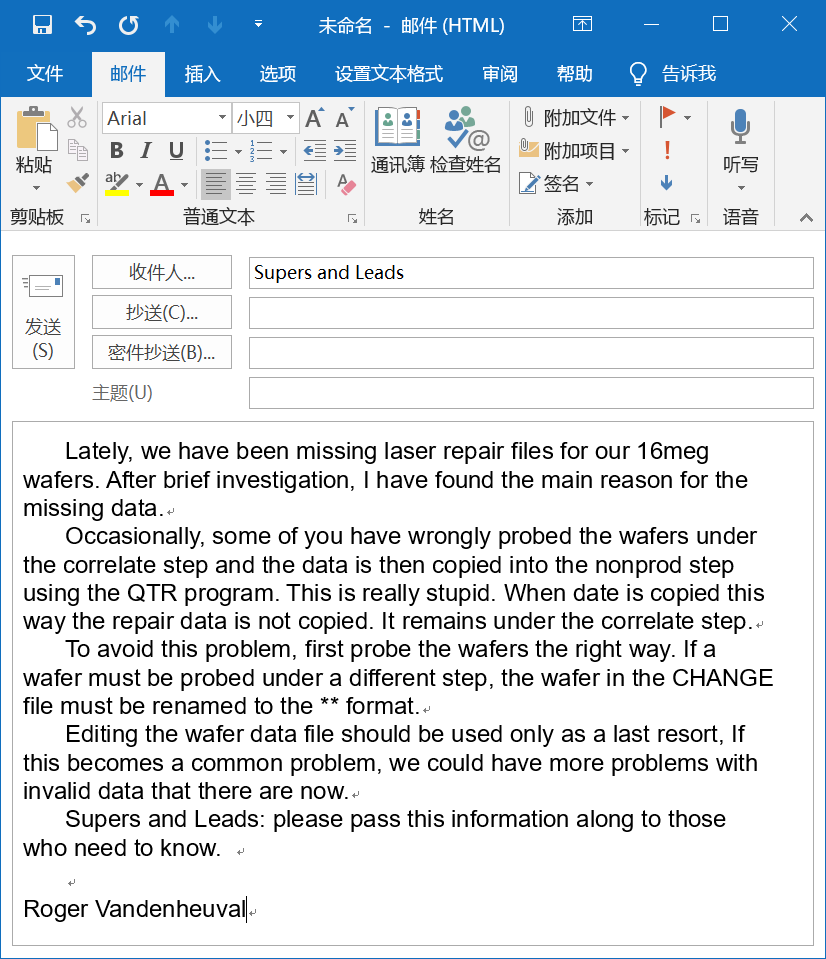 未命名 - 邮件 (HTML)
文件 邮件 插入 选项 设置文本格式 审阅 帮助 告诉我
Arial 小四 A A 附加文件
粘贴 B I U 通讯簿 检查姓名 附加项目 听写
ab A A 签名
剪贴板 普通文本 姓名 添加 标记 语音
发送
(S)
收件人... Supers and Leads
抄送(C)...
密件抄送(B)...
主题(U)
Lately, we have been missing laser repair files for our 16meg
wafers. After brief investigation, I have found the main reason for the
missing data.
Occasionally, some of you have wrongly probed the wafers under
the correlate step and the data is then copied into the nonprod step
using the QTR program. This is really stupid. When date is copied this
way the repair data is not copied. It remains under the correlate step.
To avoid this problem, first probe the wafers the right way. If a
wafer must be probed under a different step, the wafer in the CHANGE
file must be renamed to the ** format.
Editing the wafer data file should be used only as a last resort, If
this becomes a common problem, we could have more problems with
invalid data that there are now.
Supers and Leads: please pass this information along to those
who need to know.
Roger Vandenheuval